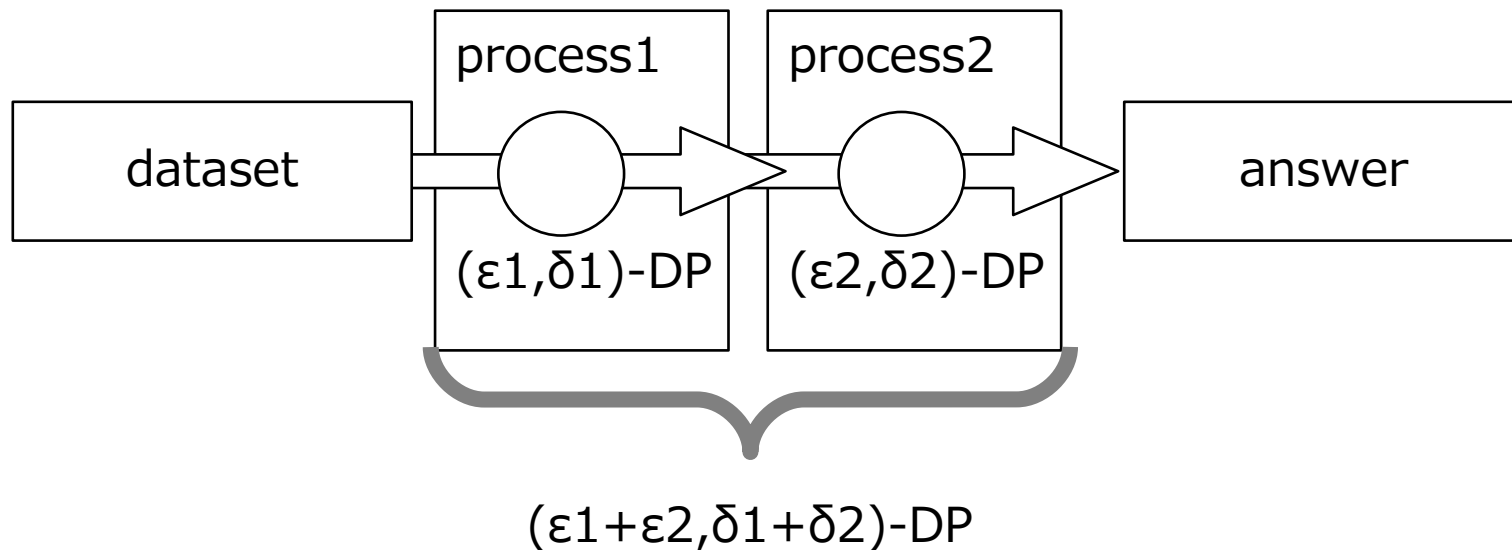 process1
process2
dataset
answer
(ε1,δ1)-DP
(ε2,δ2)-DP
(ε1+ε2,δ1+δ2)-DP